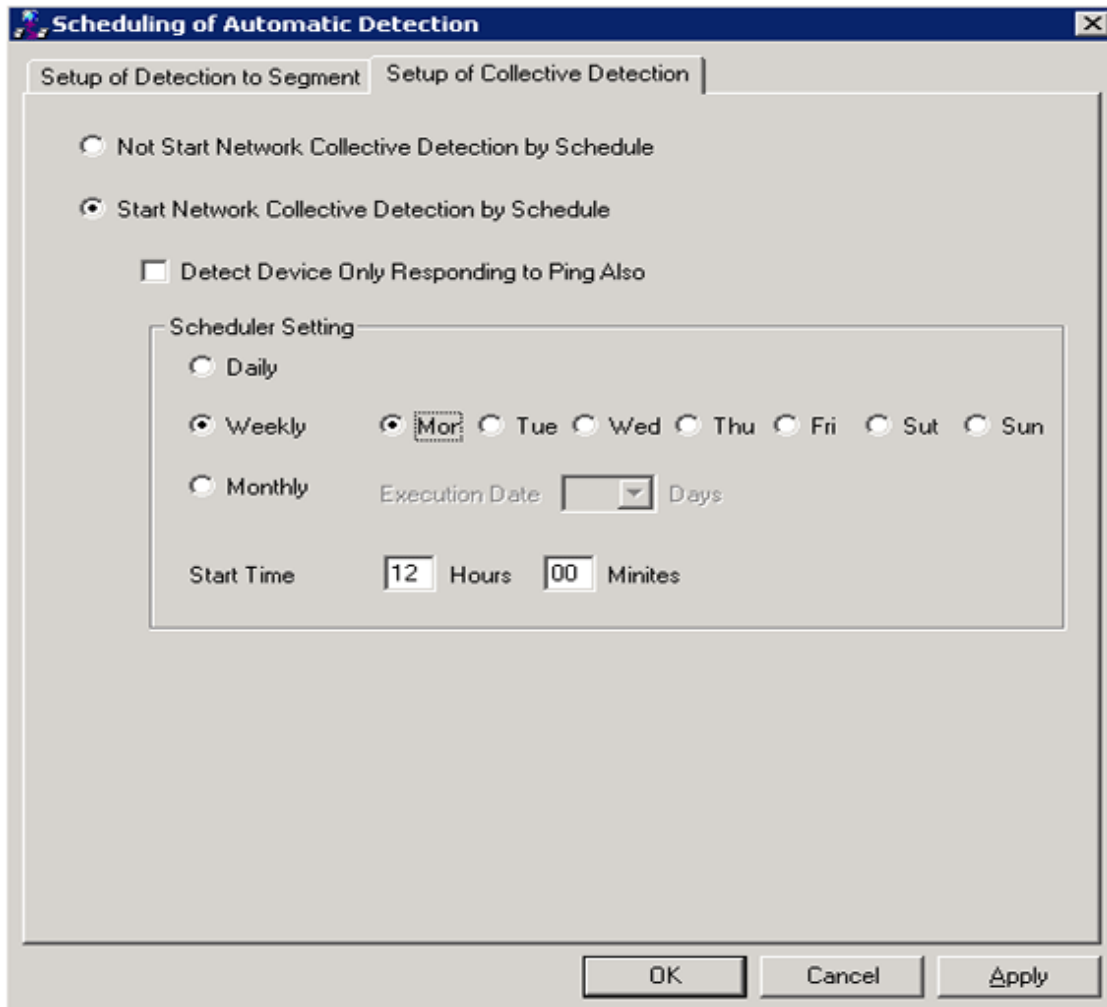 Scheduling of Automatic Detection
Setup of Detection to Segment Setup of Collective Detection
Not Start Network Collective Detection by Schedule
Start Network Collective Detection by Schedule
Detect Device Only Responding to Ping Also
Scheduler Setting
Daily
Weekly Mor Tue Wed Thu Fri Sut Sun
Monthly Execution Date Days
Start Time 12 Hours 00 Minites
OK Cancel Apply